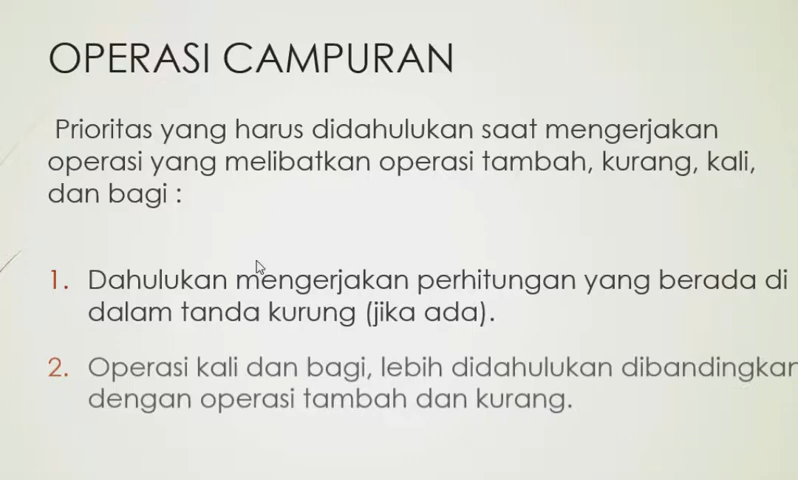 OPERASI CAMPURAN
Prioritas yang harus didahulukan saat mengerjakan
operasi yang melibatkan operasi tambah, kurang, kali,
dan bagi :
1. Dahulukan mengerjakan perhitungan yang berada di
dalam tanda kurung (jika ada).
2. Operasi kali dan bagi, lebih didahulukan dibandingkan
dengan operasi tambah dan kurang.